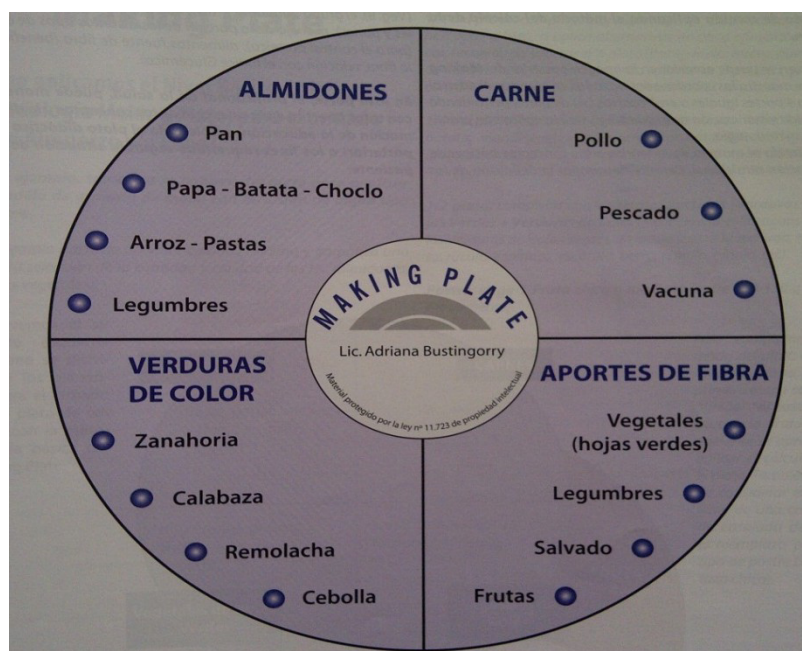 ALMIDONES
Pan
Papa - Batata - Choclo
Arroz - Pastas
Legumbres
CARNE
Pollo
Pescado
Vacuna
MAKING PLATE
Lic. Adriana Bustingorry
Material protegido por la ley nº 11.723 de propiedad intelectual
VERDURAS
DE COLOR
Zanahoria
Calabaza
Remolacha
Cebolla
APORTES DE FIBRA
Vegetales
(hojas verdes)
Legumbres
Salvado
Frutas